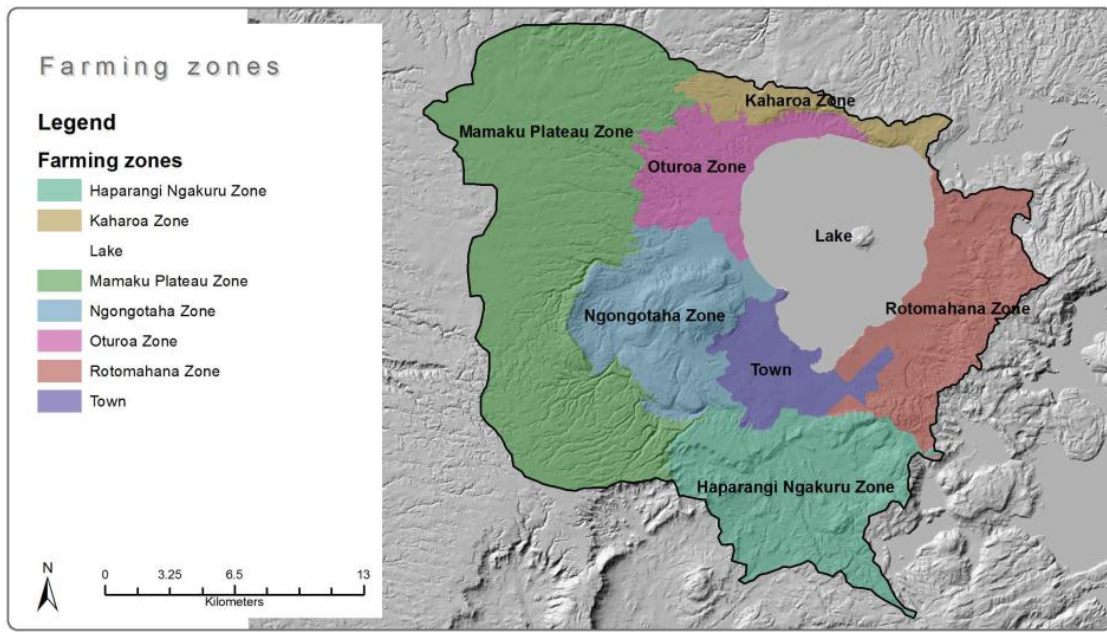 Farming zones
Legend
Farming zones
Haparangi Ngakuru Zone
Kaharoa Zone
Lake
Mamaku Plateau Zone
Ngongotaha Zone
Oturoa Zone
Rotomahana Zone
Town
N
0 3.25 6.5 13
Kilometers
Kaharoa Zone
Mamaku Plateau Zone
Oturoa Zone
Lake
Rotomahana Zone
Ngongotaha Zone
Town
Haparangi Ngakuru Zone